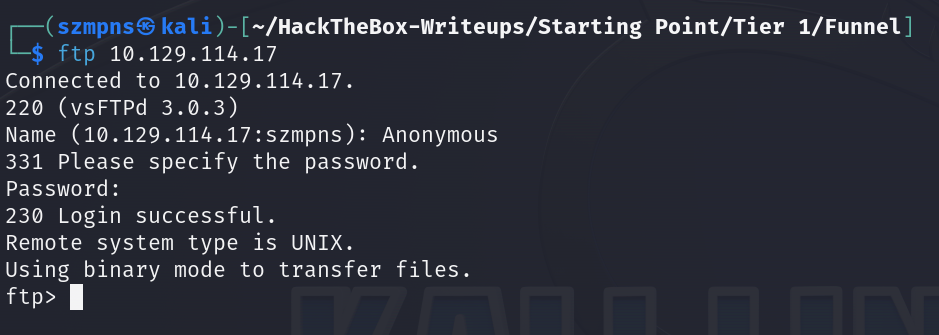 ┌──(szmpns㉿kali)-[~/HackTheBox-Writeups/Starting Point/Tier 1/Funnel]
└─$ ftp 10.129.114.17
Connected to 10.129.114.17.
220 (vsFTPd 3.0.3)
Name (10.129.114.17:szmpns): Anonymous
331 Please specify the password.
Password:
230 Login successful.
Remote system type is UNIX.
Using binary mode to transfer files.
ftp>